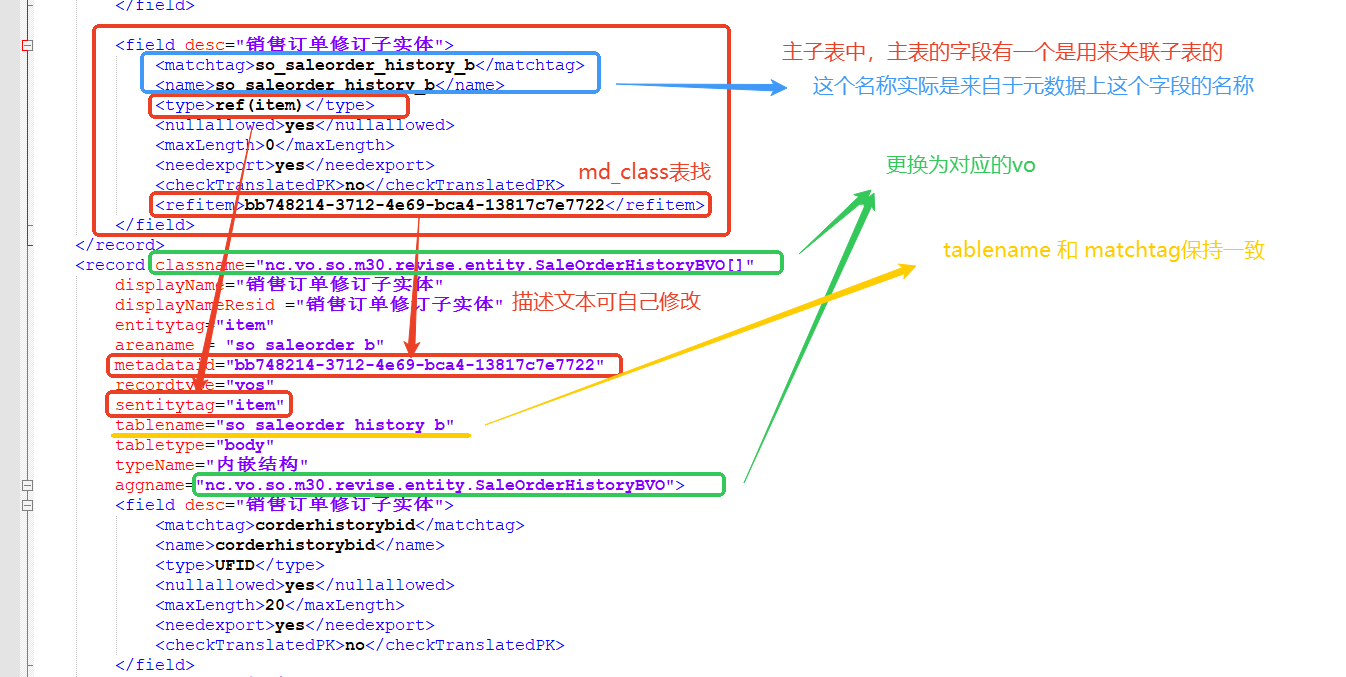 </field>
<field desc="销售订单修订子实体">
主子表中，主表的字段有一个是用来关联子表的
<matchtag>so_saleorder_history_b</matchtag>
<name>so_saleorder_history_b</name>
这个名称实际是来自于元数据上这个字段的名称
<type>ref(item)</type>
<nullallowed>yes</nullallowed>
<maxLength>0</maxLength>
<needexport>yes</needexport>
更换为对应的vo
md_class表找
<checkTranslatedPK>no</checkTranslatedPK>
<refitem>bb748214-3712-4e69-bca4-13817c7e7722</refitem>
</field>
</record>
tablename 和 matchtag保持一致
<record classname="nc.vo.so.m30.revise.entity.SaleOrderHistoryBVO[]"
displayName="销售订单修订子实体"
displayNameResid ="销售订单修订子实体"
描述文本可自己修改
entitytag="item"
areaname = "so_saleorder_b"
metadataid="bb748214-3712-4e69-bca4-13817c7e7722"
recordtype="vos"
sentitytag="item"
tablename="so_saleorder_history_b"
tabletype="body"
typeName="内嵌结构"
aggname="nc.vo.so.m30.revise.entity.SaleOrderHistoryBVO">
<field desc="销售订单修订子实体">
<matchtag>corderhistorybid</matchtag>
<name>corderhistorybid</name>
<type>UFID</type>
<nullallowed>yes</nullallowed>
<maxLength>20</maxLength>
<needexport>yes</needexport>
<checkTranslatedPK>no</checkTranslatedPK>
</field>